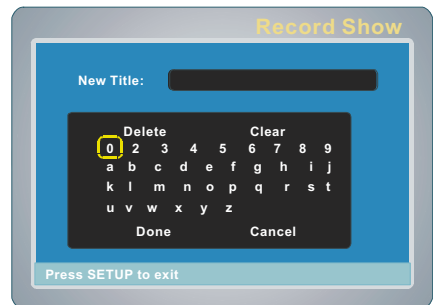 Record Show
New Title:
Delete Clear
0 2 3 4 5 6 7 8 9
a b c d e f g h i j
k l m n o p q r s t
u v w x y z
Done Cancel
Press SETUP to exit